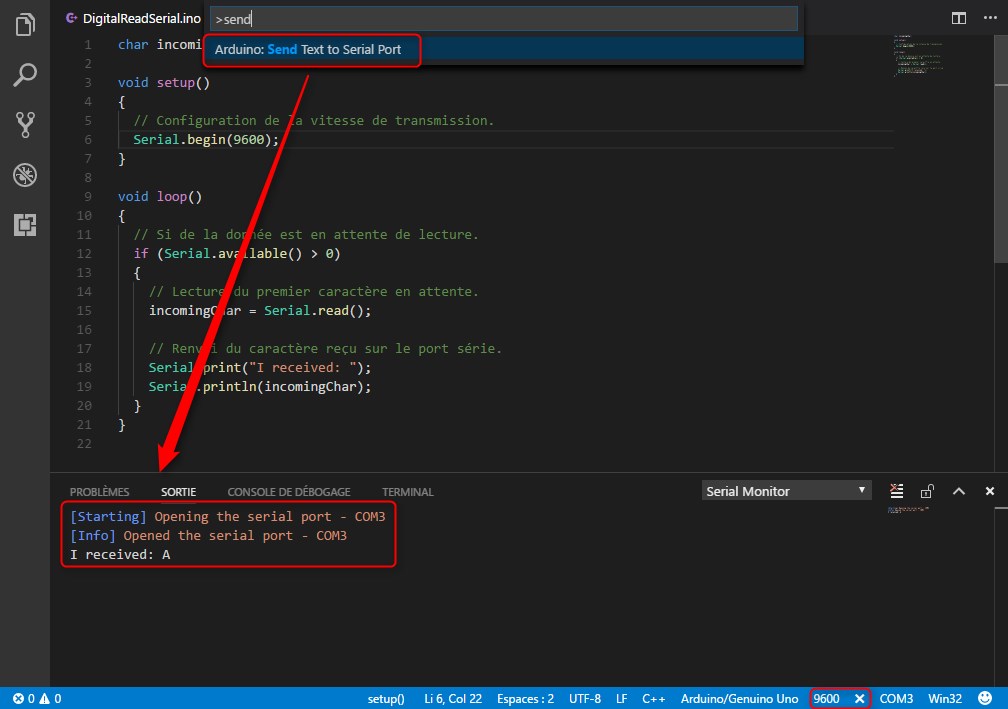 DigitalReadSerial.ino
>send
Arduino: Send Text to Serial Port
1 char incomi
2
3 void setup()
4 {
5 // Configuration de la vitesse de transmission.
6 Serial.begin(9600);
7 }
8
9 void loop()
10 {
11 // Si de la donnée est en attente de lecture.
12 if (Serial.available() > 0)
13 {
14 // Lecture du premier caractère en attente.
15 incomingChar = Serial.read();
16
17 // Renvoi du caractère reçu sur le port série.
18 Serial.print("I received: ");
19 Serial.println(incomingChar);
20 }
21 }
22
PROBLÈMES SORTIE CONSOLE DE DÉBOGAGE TERMINAL Serial Monitor
[Starting] Opening the serial port - COM3
[Info] Opened the serial port - COM3
I received: A
0 0 setup() Li 6, Col 22 Espaces : 2 UTF-8 LF C++ Arduino/Genuino Uno 9600 COM3 Win32